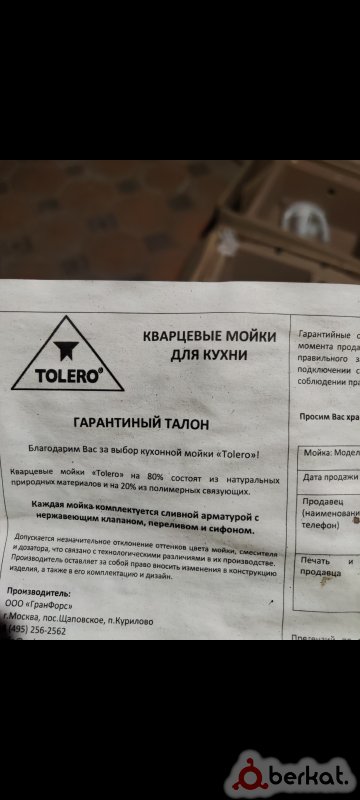 TOLERO®
КВАРЦЕВЫЕ МОЙКИ
ДЛЯ КУХНИ
ГАРАНТИНЫЙ ТАЛОН
Благодарим Вас за выбор кухонной мойки «Tolero»!
Кварцевые мойки «Tolero» на 80% состоят из натуральных
природных материалов и на 20% из полимерных связующих.
Каждая мойка комплектуется сливной арматурой с
нержавеющим клапаном, переливом и сифоном.
Допускается незначительное отклонение оттенков цвета мойки, смесителя
и дозатора, что связано с технологическими различиями в их производстве.
Производитель оставляет за собой право вносить изменения в конструкцию
изделия, а также в его комплектацию и дизайн.
Производитель:
ООО «ГранФорс»
г.Москва, пос.Щаповское, п.Курилово
(495) 256-2562
Гарантийные
момента прода
правильного
подключении с
соблюдении пра
Просим Вас хра
Мойка: Модел
Дата продажи
Продавец
(наименовани
телефон)
Печать и
продавца
berkat.